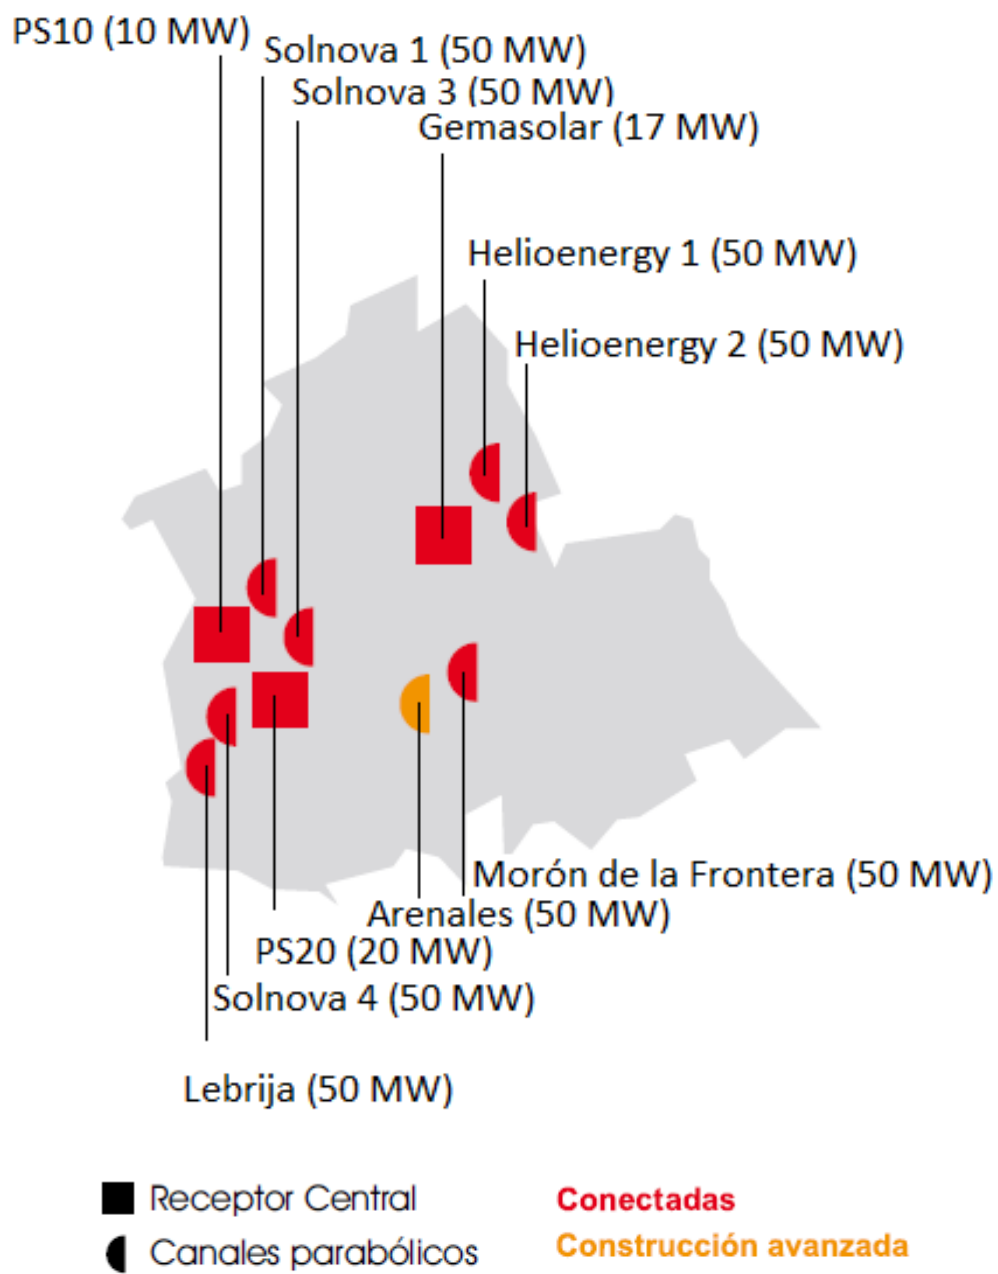 PS10 (10 MW)
Solnova 1 (50 MW)
Solnova 3 (50 MW)
Gemasolar (17 MW)
Helioenergy 1 (50 MW)
Helioenergy 2 (50 MW)
Morón de la Frontera (50 MW)
Arenales (50 MW)
PS20 (20 MW)
Solnova 4 (50 MW)
Lebrija (50 MW)
Receptor Central
Conectadas
Canales parabólicos
Construcción avanzada